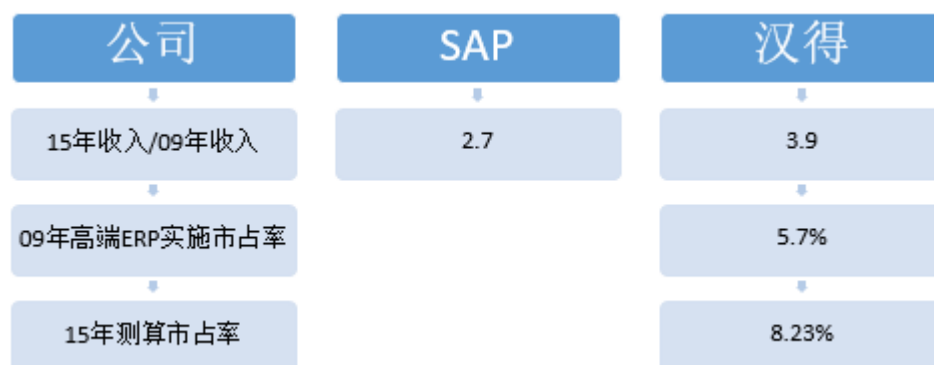 公司
SAP
汉得
15年收入/09年收入
2.7
3.9
09年高端ERP实施市占率
5.7%
15年测算市占率
8.23%